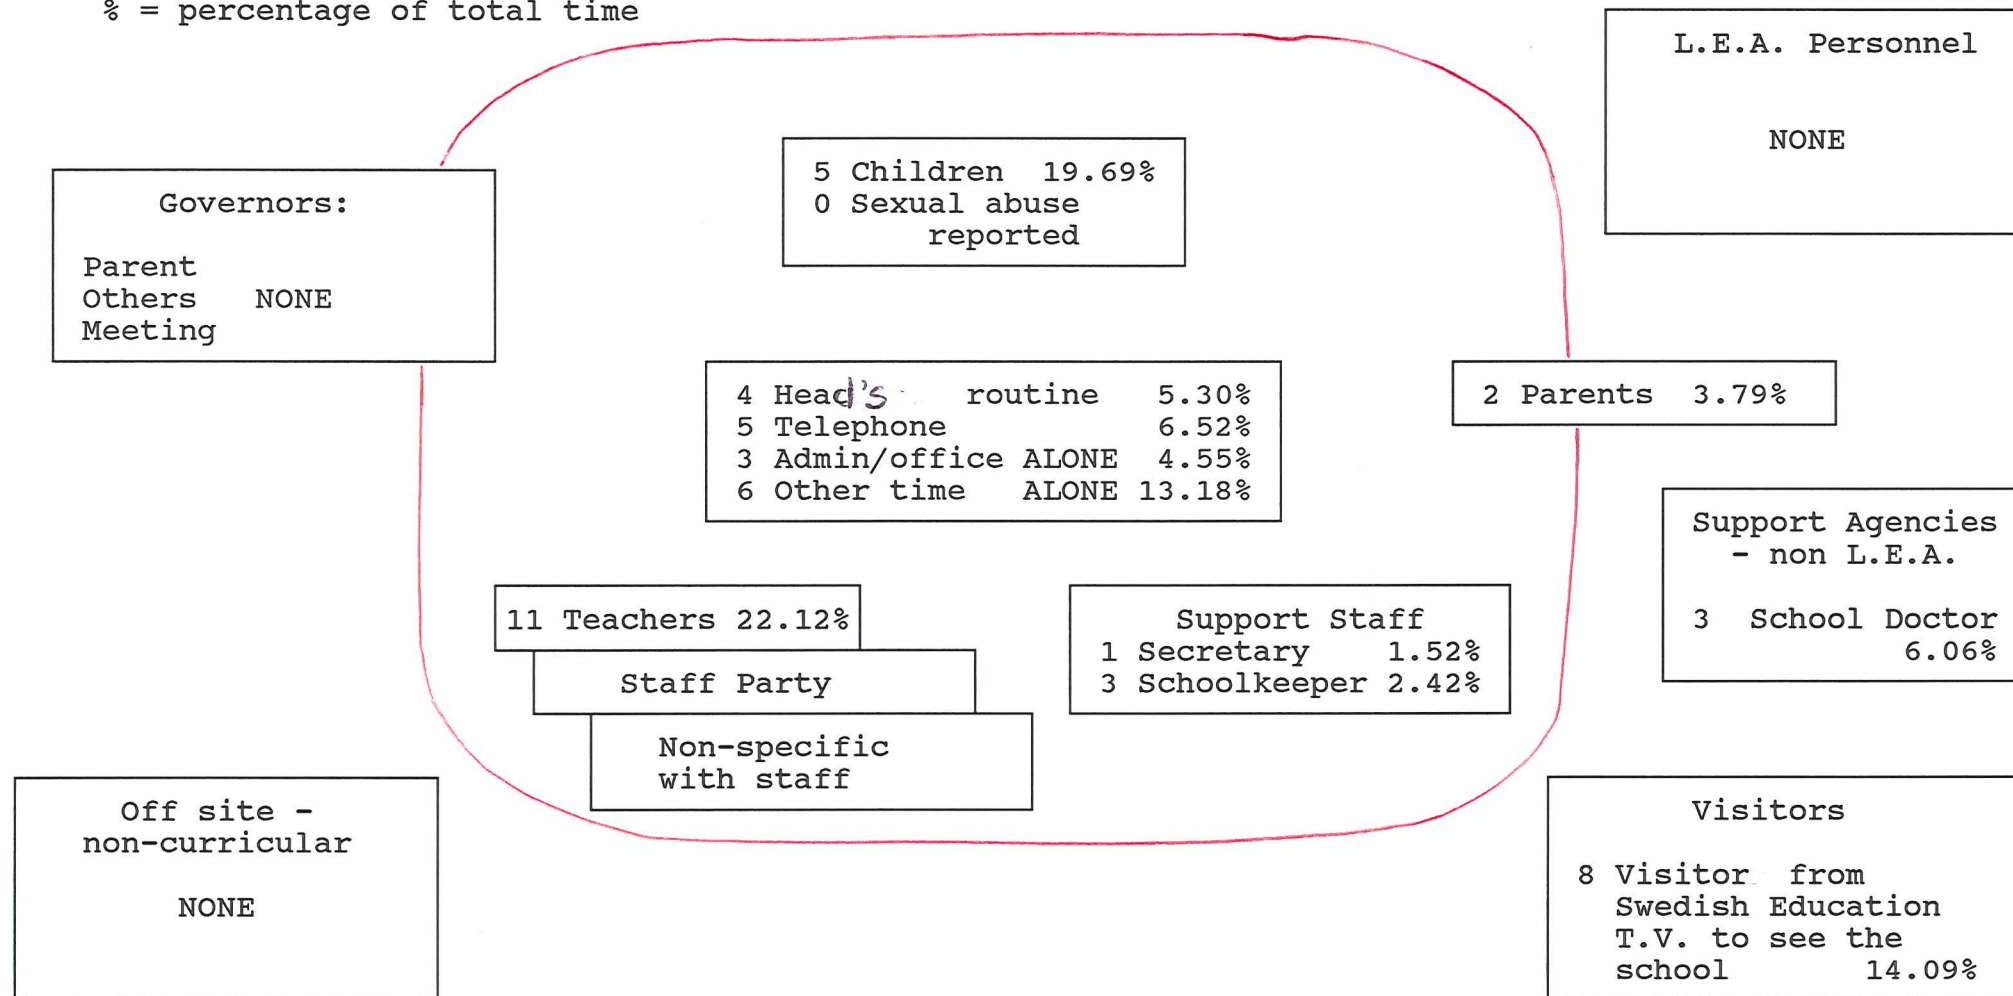 % = percentage of total time
L.E.A. Personnel
NONE
5 Children 19.69%
0 Sexual abuse
reported
Governors:
Parent
Others NONE
Meeting
4 Head's routine 5.30%
5 Telephone 6.52%
3 Admin/office ALONE 4.55%
6 Other time ALONE 13.18%
2 Parents 3.79%
Support Agencies
- non L.E.A.
3 School Doctor
6.06%
11 Teachers 22.12%
Staff Party
Non-specific
with staff
Support Staff
1 Secretary 1.52%
3 Schoolkeeper 2.42%
Off site -
non-curricular
NONE
Visitors
8 Visitor from
Swedish Education
T.V. to see the
school 14.09%